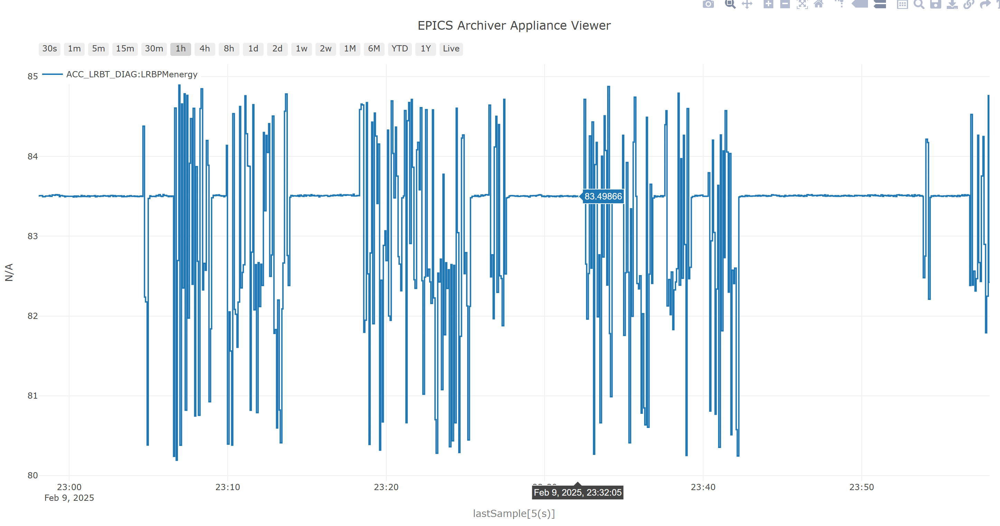 EPICS Archiver Appliance Viewer
30s 1m 5m 15m 30m 1h 4h 8h 1d 2d 1w 2w 1M 6M YTD 1Y Live
ACC_LRBT_DIAG:LRBPMenergy
85
84
83
82
81
80
N/A
83.49866
23:00 23:10 23:20 23:40 23:50
Feb 9, 2025
Feb 9, 2025, 23:32:05
lastSample[5(s)]